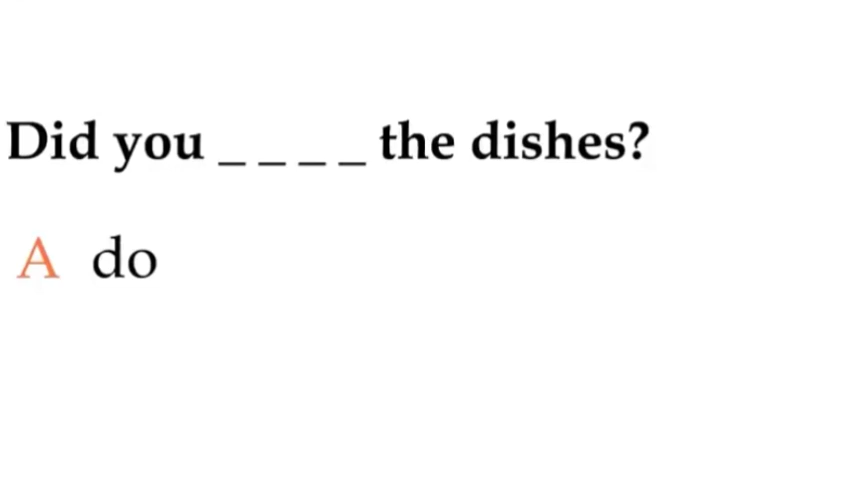 Did you _ _ _ _ the dishes?
A do